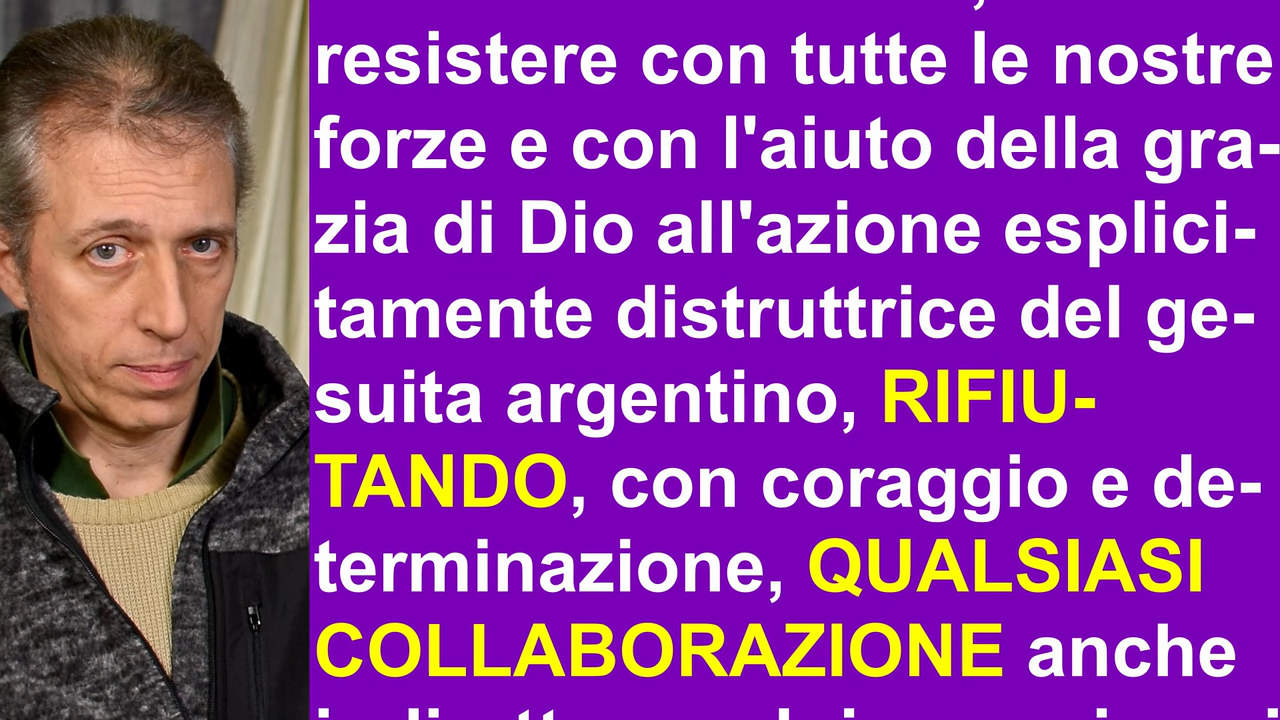 resistere con tutte le nostre
forze e con l'aiuto della gra-
zia di Dio all'azione esplici-
tamente distruttrice del ge-
suita argentino, RIFIU-
TANDO, con coraggio e de-
terminazione, QUALSIASI
COLLABORAZIONE anche